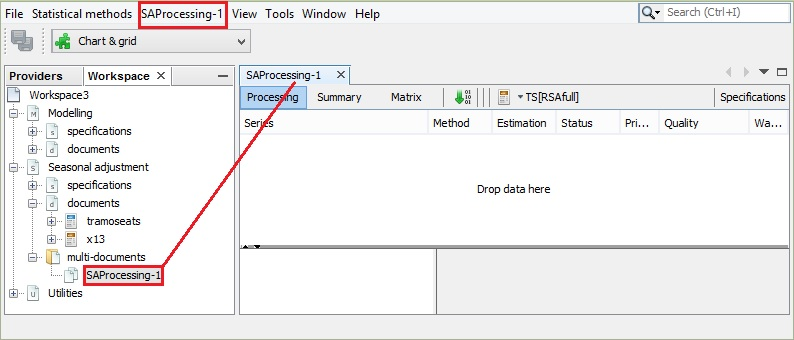 File Statistical methods SAProcessing-1 View Tools Window Help Search (Ctrl+I)
Chart & grid
Providers Workspace SAProcessing-1
Workspace3
Processing Summary Matrix TS[RSAfull] Specifications
Modelling
specifications
documents
Seasonal adjustment
specifications
documents
tramoseats
x13
multi-documents
SAProcessing-1
Utilities
Series Method Estimation Status Pri... Quality Wa...
Drop data here